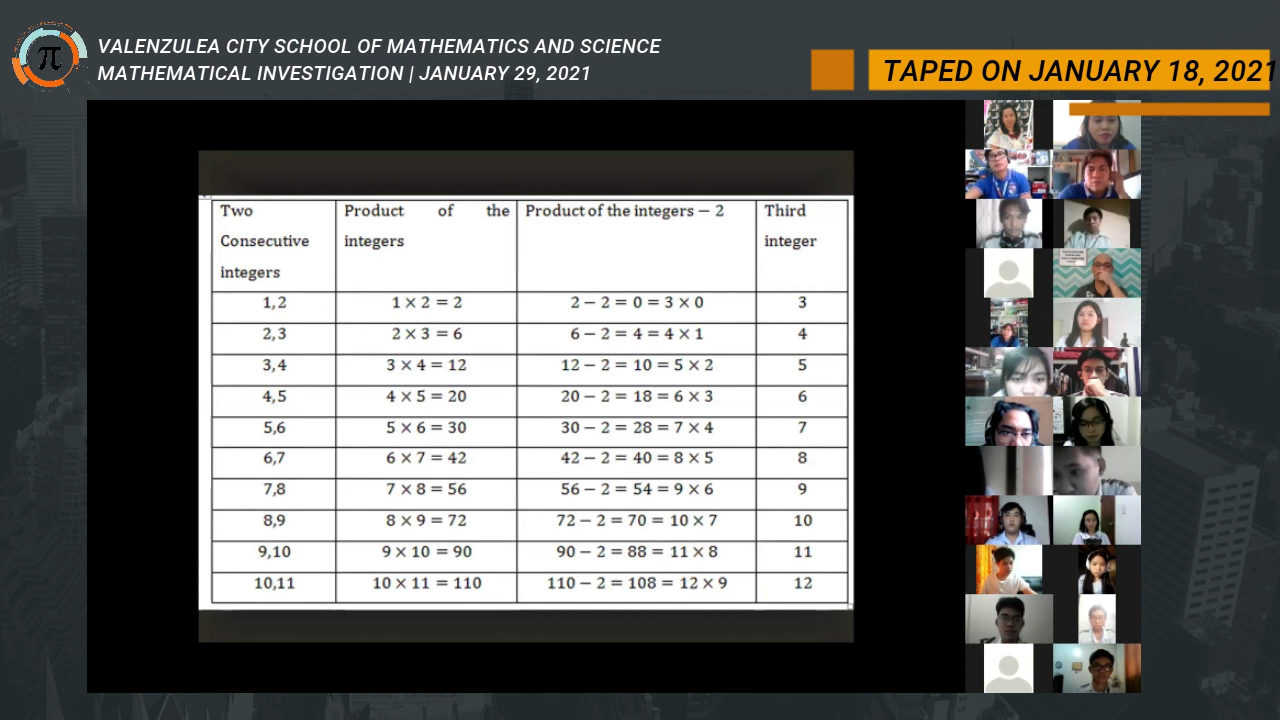 π
VALENZULEA CITY SCHOOL OF MATHEMATICS AND SCIENCE
MATHEMATICAL INVESTIGATION | JANUARY 29, 2021
TAPED ON JANUARY 18, 2021
Two Consecutive integers Product of the integers Product of the integers − 2 Third integer
1,2 1 × 2 = 2 2 − 2 = 0 = 3 × 0 3
2,3 2 × 3 = 6 6 − 2 = 4 = 4 × 1 4
3,4 3 × 4 = 12 12 − 2 = 10 = 5 × 2 5
4,5 4 × 5 = 20 20 − 2 = 18 = 6 × 3 6
5,6 5 × 6 = 30 30 − 2 = 28 = 7 × 4 7
6,7 6 × 7 = 42 42 − 2 = 40 = 8 × 5 8
7,8 7 × 8 = 56 56 − 2 = 54 = 9 × 6 9
8,9 8 × 9 = 72 72 − 2 = 70 = 10 × 7 10
9,10 9 × 10 = 90 90 − 2 = 88 = 11 × 8 11
10,11 10 × 11 = 110 110 − 2 = 108 = 12 × 9 12